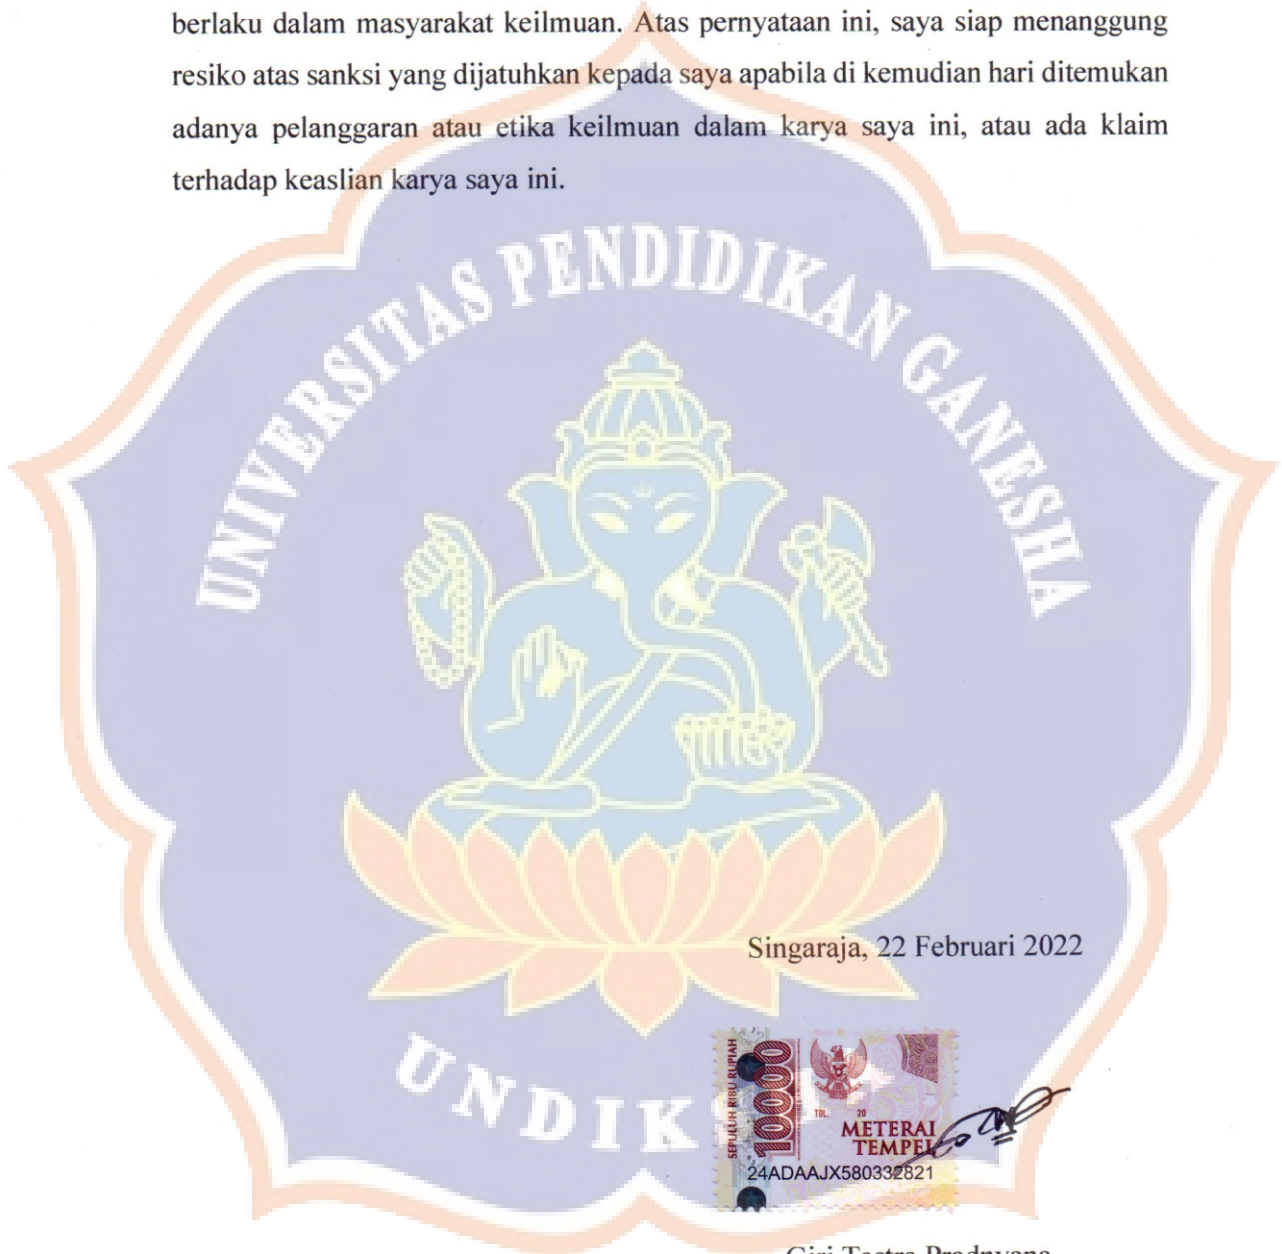 berlaku dalam masyarakat keilmuan. Atas pernyataan ini, saya siap menanggung
resiko atas sanksi yang dijatuhkan kepada saya apabila di kemudian hari ditemukan
adanya pelanggaran atau etika keilmuan dalam karya saya ini, atau ada klaim
terhadap keaslian karya saya ini.
UNIVERSITAS PENDIDIKAN GANESHA
Singaraja, 22 Februari 2022
UNDIK
SEPULUH RIBU RUPIAH
10000
TGL. 20
METERAI
TEMPEL
24ADAAJX580332821